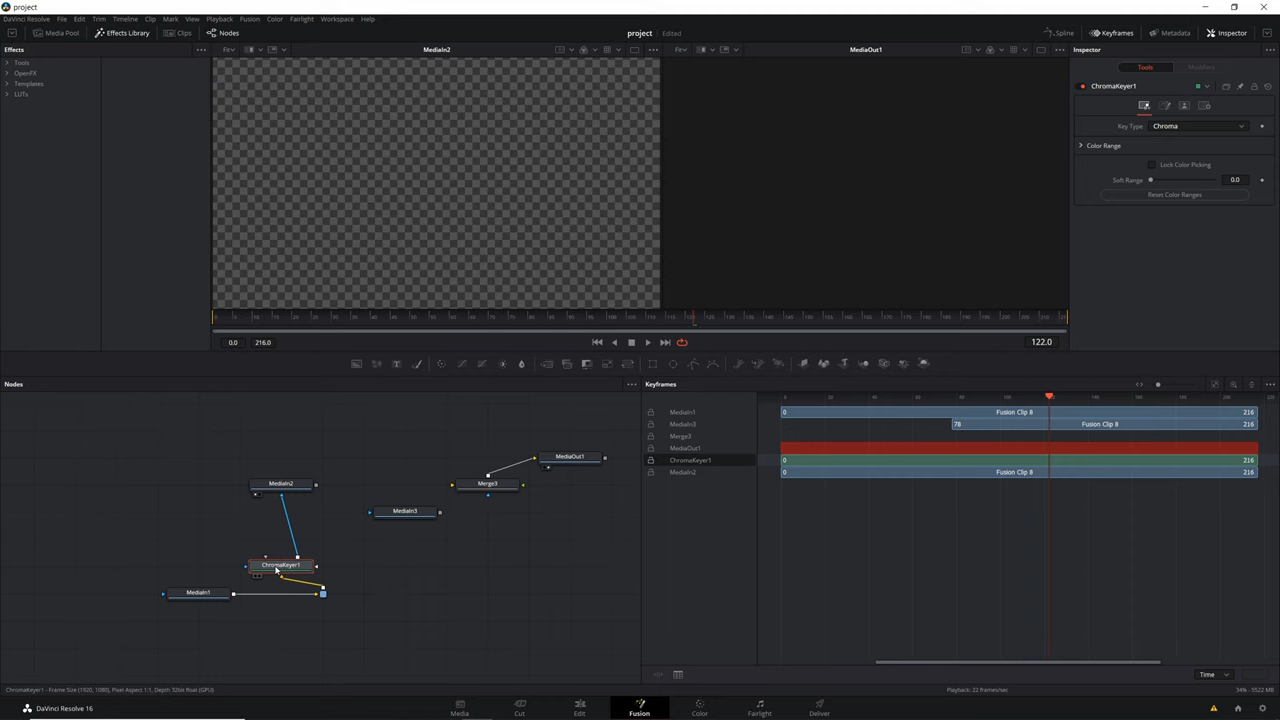 project
DaVinci Resolve File Edit Trim Timeline Clip Mark View Playback Fusion Color Fairlight Workspace Help
Media Pool Effects Library Clips Nodes project Edited Spline Keyframes Metadata Inspector
Effects Fit MediaIn2 Fit MediaOut1 Inspector
Tools
OpenFX
Templates
LUTs
Tools Modifiers
ChromaKeyer1
Key Type Chroma
Color Range
Lock Color Picking
Soft Range 0.0
Reset Color Ranges
0.0 216.0 122.0
Nodes Keyframes
MediaIn1 0 Fusion Clip 8 216
MediaIn3 78 Fusion Clip 8 216
Merge3
MediaOut1
ChromaKeyer1 0 216
MediaIn2 0 Fusion Clip 8 216
MediaOut1
MediaIn2
Merge3
MediaIn3
ChromaKeyer1
MediaIn1
Time
ChromaKeyer1 - Frame Size (1920, 1080), Pixel Aspect 1:1, Depth 32bit float (GPU) Playback: 22 frames/sec 34% - 5522 MB
DaVinci Resolve 16 Media Cut Edit Fusion Color Fairlight Deliver